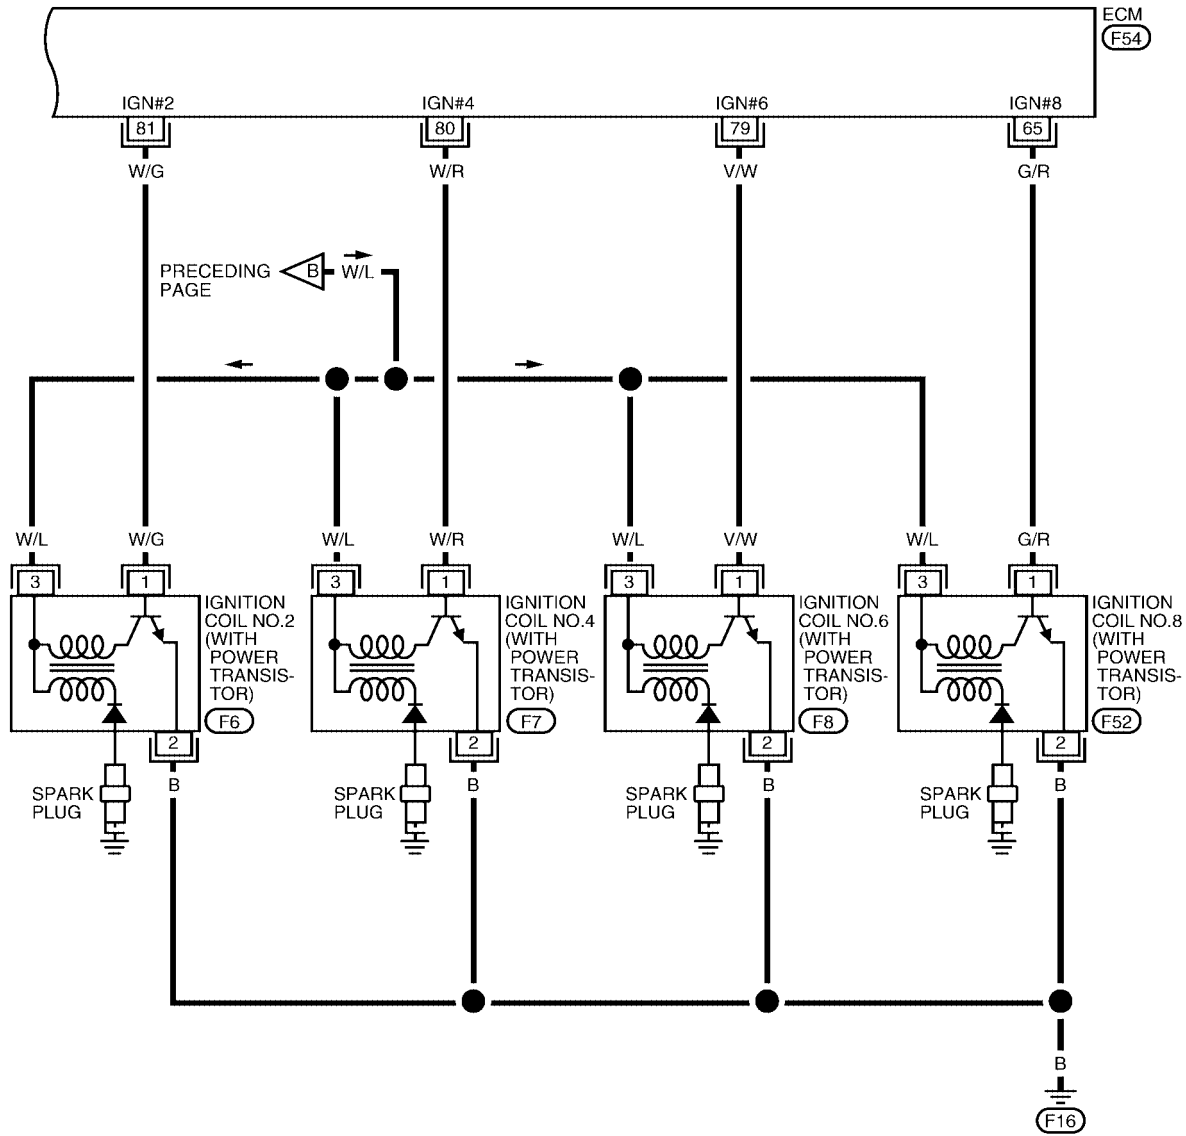 ECM
F54
IGN#2
IGN#4
IGN#6
IGN#8
81
80
79
65
W/G
W/R
V/W
G/R
PRECEDING
PAGE
B
W/L
W/L
W/G
W/L
W/R
W/L
V/W
W/L
G/R
3
1
3
1
3
1
3
1
IGNITION
COIL NO.2
(WITH
POWER
TRANSIS-
TOR)
F6
IGNITION
COIL NO.4
(WITH
POWER
TRANSIS-
TOR)
F7
IGNITION
COIL NO.6
(WITH
POWER
TRANSIS-
TOR)
F8
IGNITION
COIL NO.8
(WITH
POWER
TRANSIS-
TOR)
F52
2
2
2
2
B
B
B
B
SPARK
PLUG
SPARK
PLUG
SPARK
PLUG
SPARK
PLUG
B
F16